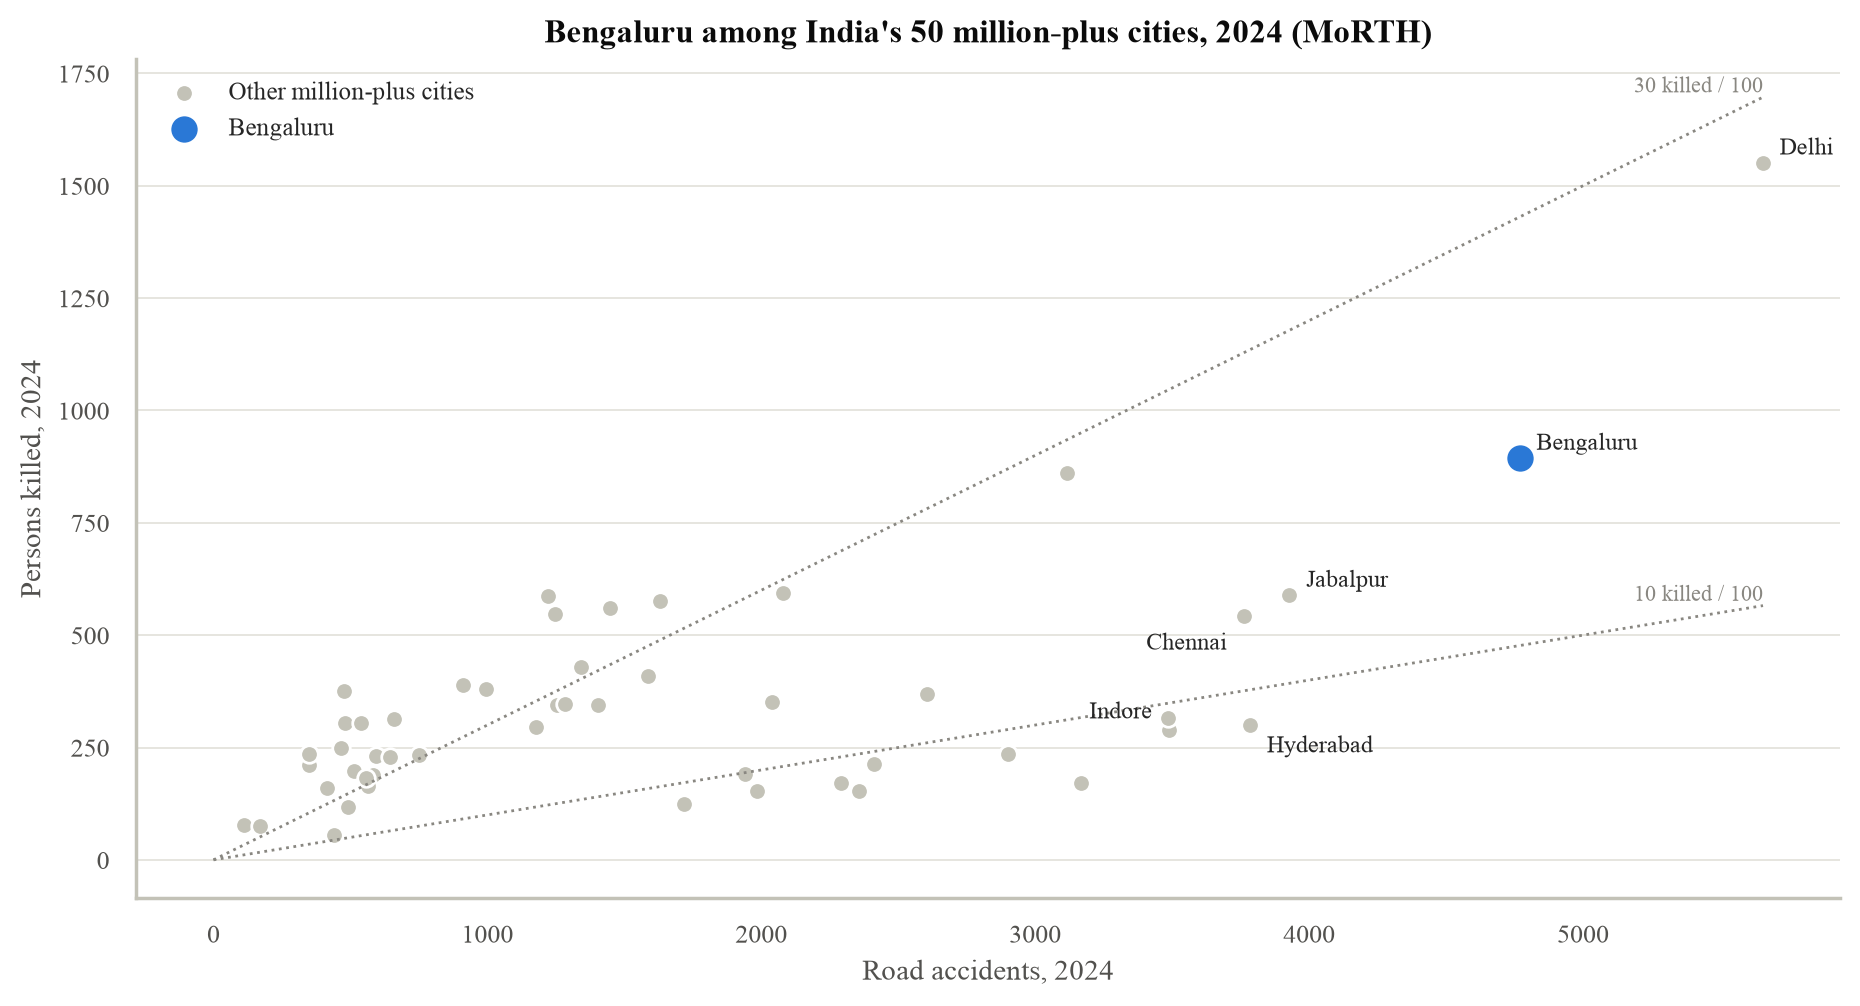 Bengaluru among India's 50 million-plus cities, 2024 (MoRTH)
Other million-plus cities
Bengaluru
30 killed / 100
Delhi
Bengaluru
Jabalpur
10 killed / 100
Chennai
Indore
Hyderabad
1750
1500
1250
1000
750
500
250
0
Persons killed, 2024
0 1000 2000 3000 4000 5000
Road accidents, 2024